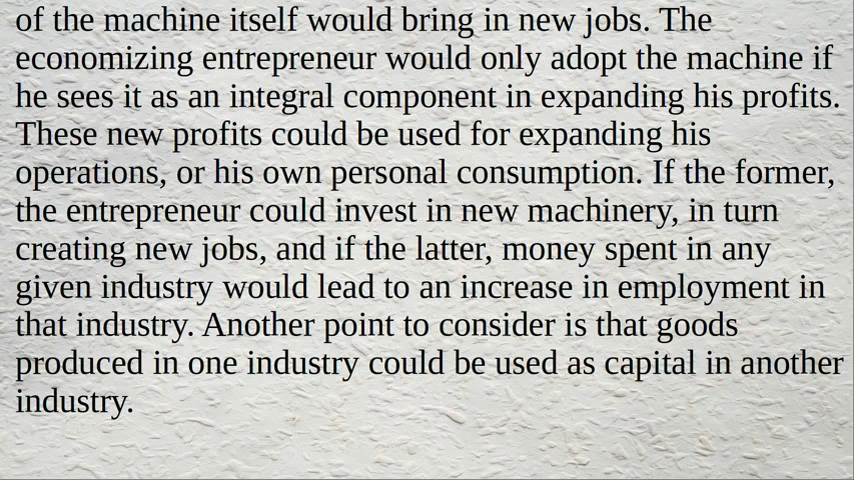 of the machine itself would bring in new jobs. The
economizing entrepreneur would only adopt the machine if
he sees it as an integral component in expanding his profits.
These new profits could be used for expanding his
operations, or his own personal consumption. If the former,
the entrepreneur could invest in new machinery, in turn
creating new jobs, and if the latter, money spent in any
given industry would lead to an increase in employment in
that industry. Another point to consider is that goods
produced in one industry could be used as capital in another
industry.